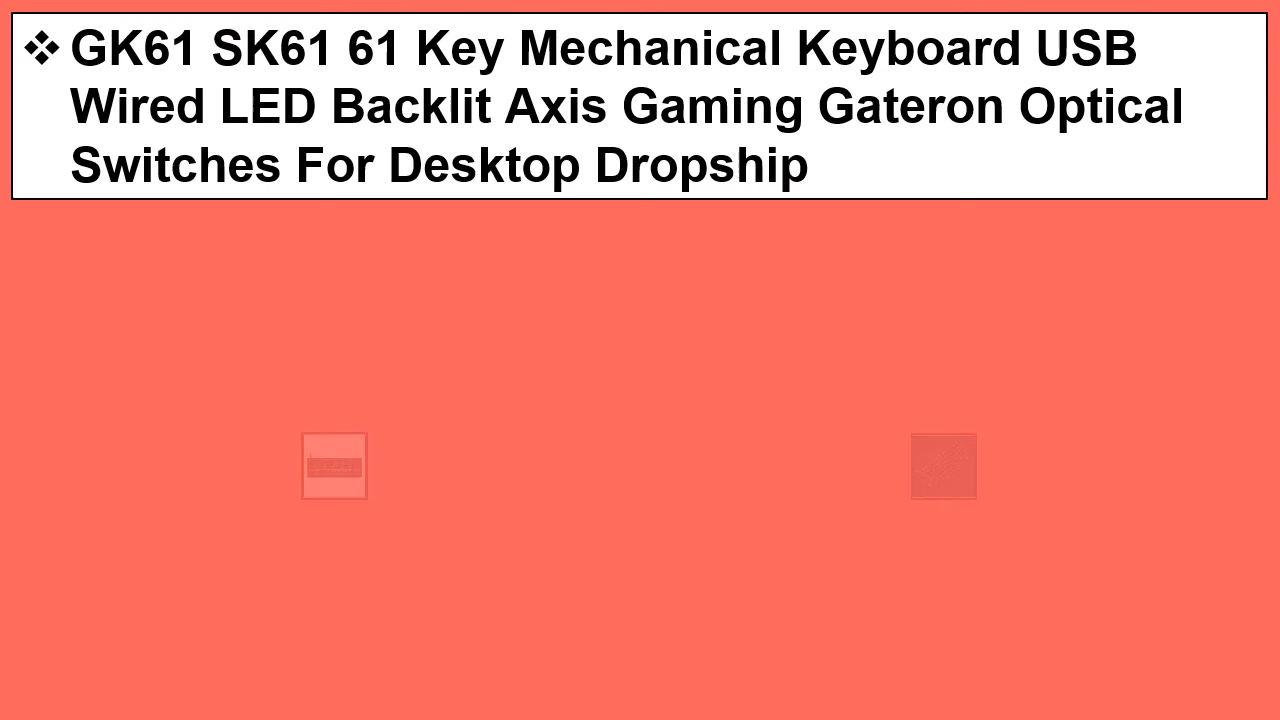 ❖ GK61 SK61 61 Key Mechanical Keyboard USB
Wired LED Backlit Axis Gaming Gateron Optical
Switches For Desktop Dropship